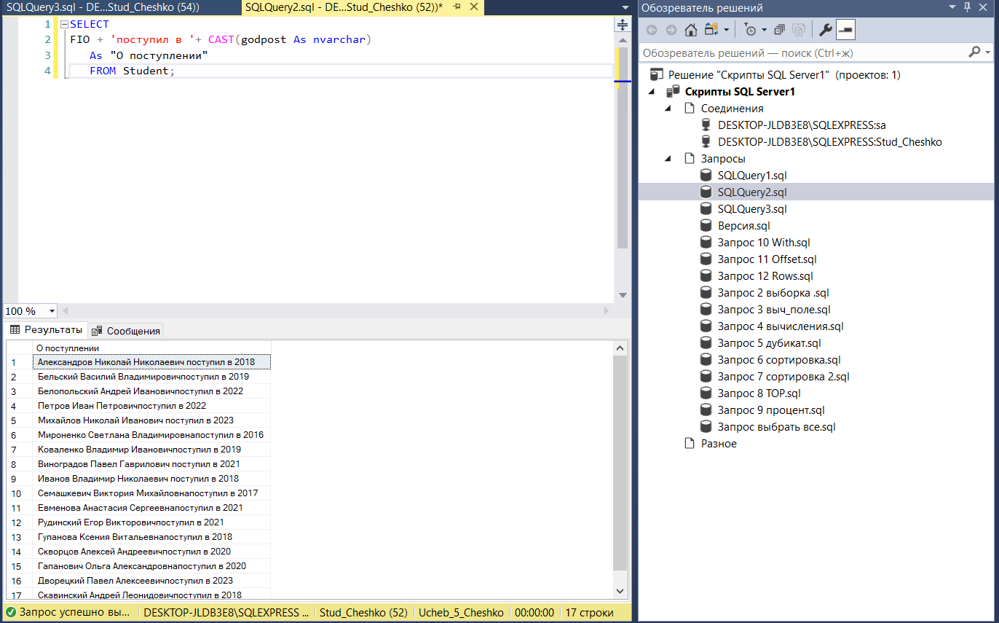 SQLQuery3.sql - DE...Stud_Cheshko (54))
SQLQuery2.sql - DE...Stud_Cheshko (52))*
1 SELECT
2 FIO + 'поступил в '+ CAST(godpost As nvarchar)
3 As "О поступлении"
4 FROM Student;
100 %
Результаты
Сообщения
О поступлении
1 Александров Николай Николаевич поступил в 2018
2 Бельский Василий Владимировичпоступил в 2019
3 Белопольский Андрей Ивановичпоступил в 2022
4 Петров Иван Петровичпоступил в 2022
5 Михайлов Николай Иванович поступил в 2023
6 Мироненко Светлана Владимировнапоступил в 2016
7 Коваленко Владимир Ивановичпоступил в 2019
8 Виноградов Павел Гаврилович поступил в 2021
9 Иванов Владимир Николаевич поступил в 2018
10 Семашкевич Виктория Михайловнапоступил в 2017
11 Евменова Анастасия Сергеевнапоступил в 2021
12 Рудинский Егор Викторовичпоступил в 2021
13 Гупанова Ксения Витальевнапоступил в 2018
14 Скворцов Алексей Андреевичпоступил в 2020
15 Гапанович Ольга Александровнапоступил в 2020
16 Дворецкий Павел Алексеевичпоступил в 2023
17 Скавинский Андрей Леонидовичпоступил в 2018
Запрос успешно вы...
DESKTOP-JLDB3E8\SQLEXPRESS ...
Stud_Cheshko (52)
Ucheb_5_Cheshko
00:00:00
17 строки
Обозреватель решений
Обозреватель решений — поиск (Ctrl+ж)
Решение "Скрипты SQL Server1" (проектов: 1)
Скрипты SQL Server1
Соединения
DESKTOP-JLDB3E8\SQLEXPRESS:sa
DESKTOP-JLDB3E8\SQLEXPRESS:Stud_Cheshko
Запросы
SQLQuery1.sql
SQLQuery2.sql
SQLQuery3.sql
Версия.sql
Запрос 10 With.sql
Запрос 11 Offset.sql
Запрос 12 Rows.sql
Запрос 2 выборка .sql
Запрос 3 выч_поле.sql
Запрос 4 вычисления.sql
Запрос 5 дубикат.sql
Запрос 6 сортировка.sql
Запрос 7 сортировка 2.sql
Запрос 8 TOP.sql
Запрос 9 процент.sql
Запрос выбрать все.sql
Разное